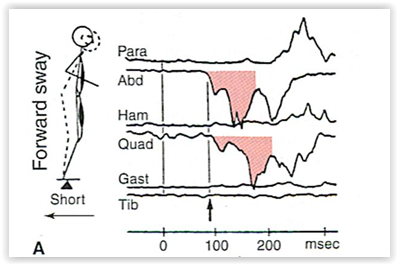 Forward sway
Short
A
Para
Abd
Ham
Quad
Gast
Tib
0 100 200 msec